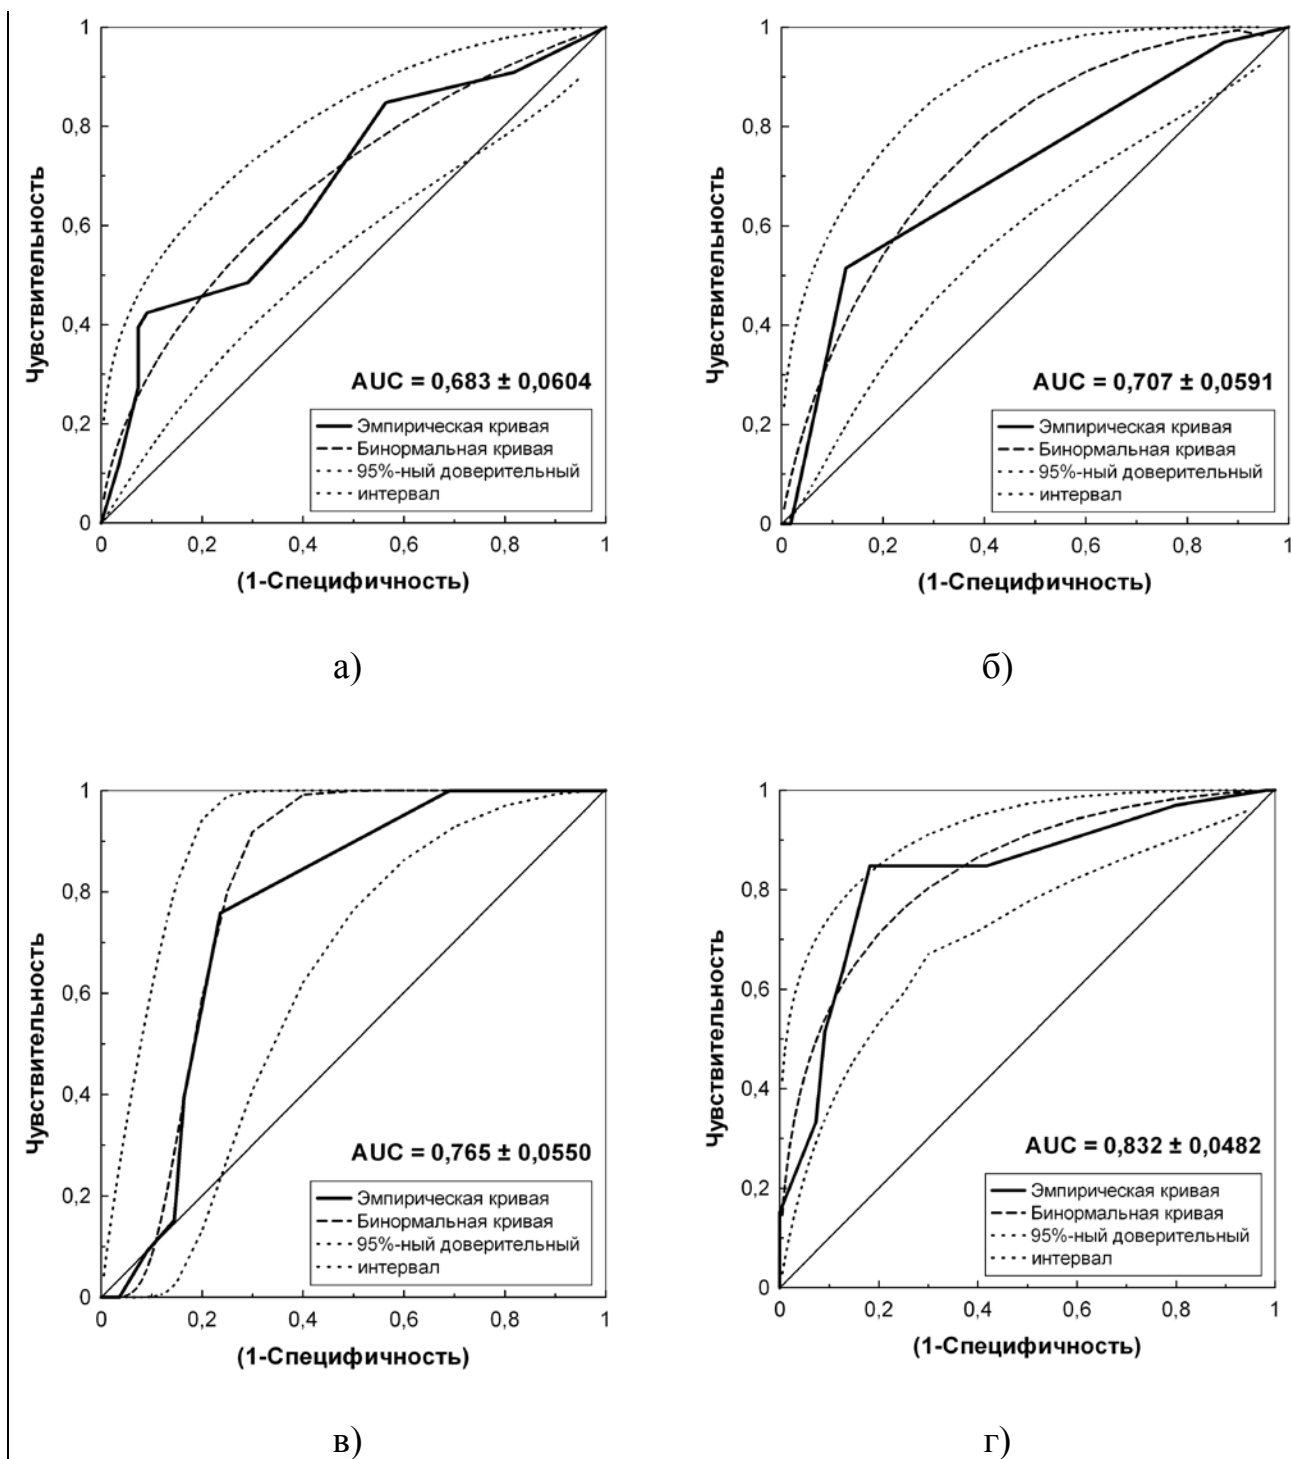 1
0,8
0,6
0,4
0,2
0
0 0,2 0,4 0,6 0,8 1
Чувствительность
(1-Специфичность)
AUC = 0,683 ± 0,0604
Эмпирическая кривая
Бинормальная кривая
95%-ный доверительный
интервал
а)
1
0,8
0,6
0,4
0,2
0
0 0,2 0,4 0,6 0,8 1
Чувствительность
(1-Специфичность)
AUC = 0,707 ± 0,0591
Эмпирическая кривая
Бинормальная кривая
95%-ный доверительный
интервал
б)
1
0,8
0,6
0,4
0,2
0
0 0,2 0,4 0,6 0,8 1
Чувствительность
(1-Специфичность)
AUC = 0,765 ± 0,0550
Эмпирическая кривая
Бинормальная кривая
95%-ный доверительный
интервал
в)
1
0,8
0,6
0,4
0,2
0
0 0,2 0,4 0,6 0,8 1
Чувствительность
(1-Специфичность)
AUC = 0,832 ± 0,0482
Эмпирическая кривая
Бинормальная кривая
95%-ный доверительный
интервал
г)